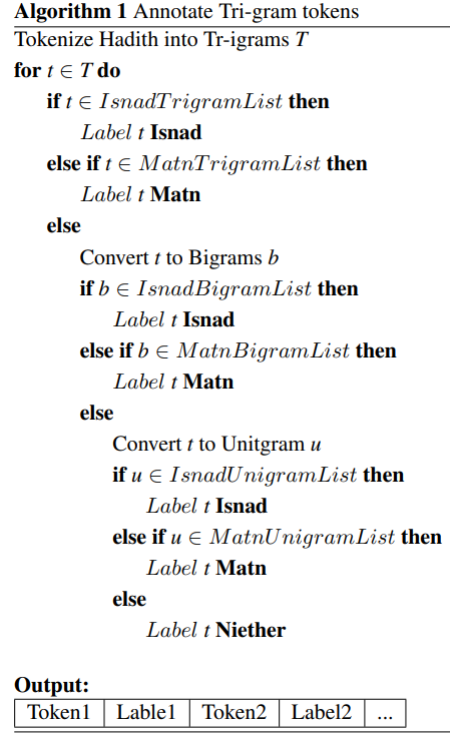 Algorithm 1 Annotate Tri-gram tokens
Tokenize Hadith into Tr-igrams T
for t ∈ T do
if t ∈ IsnadTrigramList then
Label t Isnad
else if t ∈ MatnTrigramList then
Label t Matn
else
Convert t to Bigrams b
if b ∈ IsnadBigramList then
Label t Isnad
else if b ∈ MatnBigramList then
Label t Matn
else
Convert t to Unitgram u
if u ∈ IsnadUnigramList then
Label t Isnad
else if u ∈ MatnUnigramList then
Label t Matn
else
Label t Niether
Output:
Token1 Lable1 Token2 Label2 ...